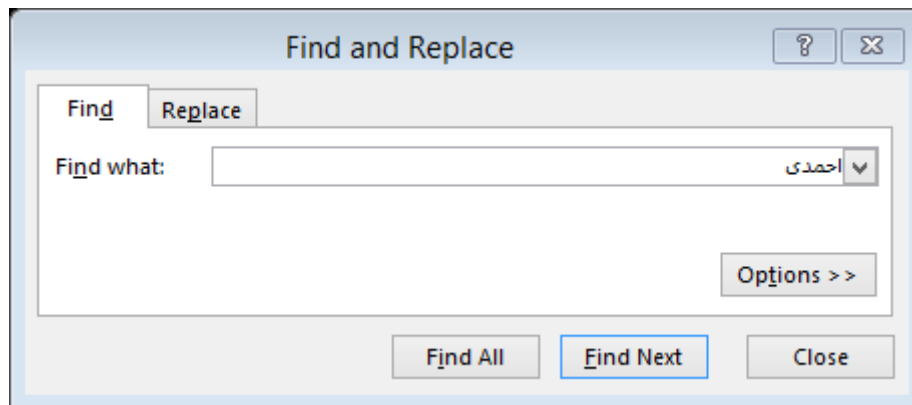 Find and Replace
Find Replace
Find what: احمدی
Options >>
Find All Find Next Close